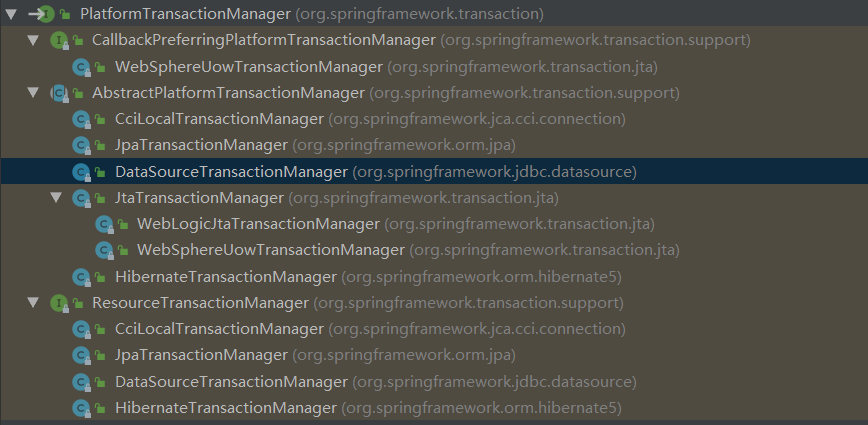 PlatformTransactionManager (org.springframework.transaction)
CallbackPreferringPlatformTransactionManager (org.springframework.transaction.support)
WebSphereUowTransactionManager (org.springframework.transaction.jta)
AbstractPlatformTransactionManager (org.springframework.transaction.support)
CciLocalTransactionManager (org.springframework.jca.cci.connection)
JpaTransactionManager (org.springframework.orm.jpa)
DataSourceTransactionManager (org.springframework.jdbc.datasource)
JtaTransactionManager (org.springframework.transaction.jta)
WebLogicJtaTransactionManager (org.springframework.transaction.jta)
WebSphereUowTransactionManager (org.springframework.transaction.jta)
HibernateTransactionManager (org.springframework.orm.hibernate5)
ResourceTransactionManager (org.springframework.transaction.support)
CciLocalTransactionManager (org.springframework.jca.cci.connection)
JpaTransactionManager (org.springframework.orm.jpa)
DataSourceTransactionManager (org.springframework.jdbc.datasource)
HibernateTransactionManager (org.springframework.orm.hibernate5)